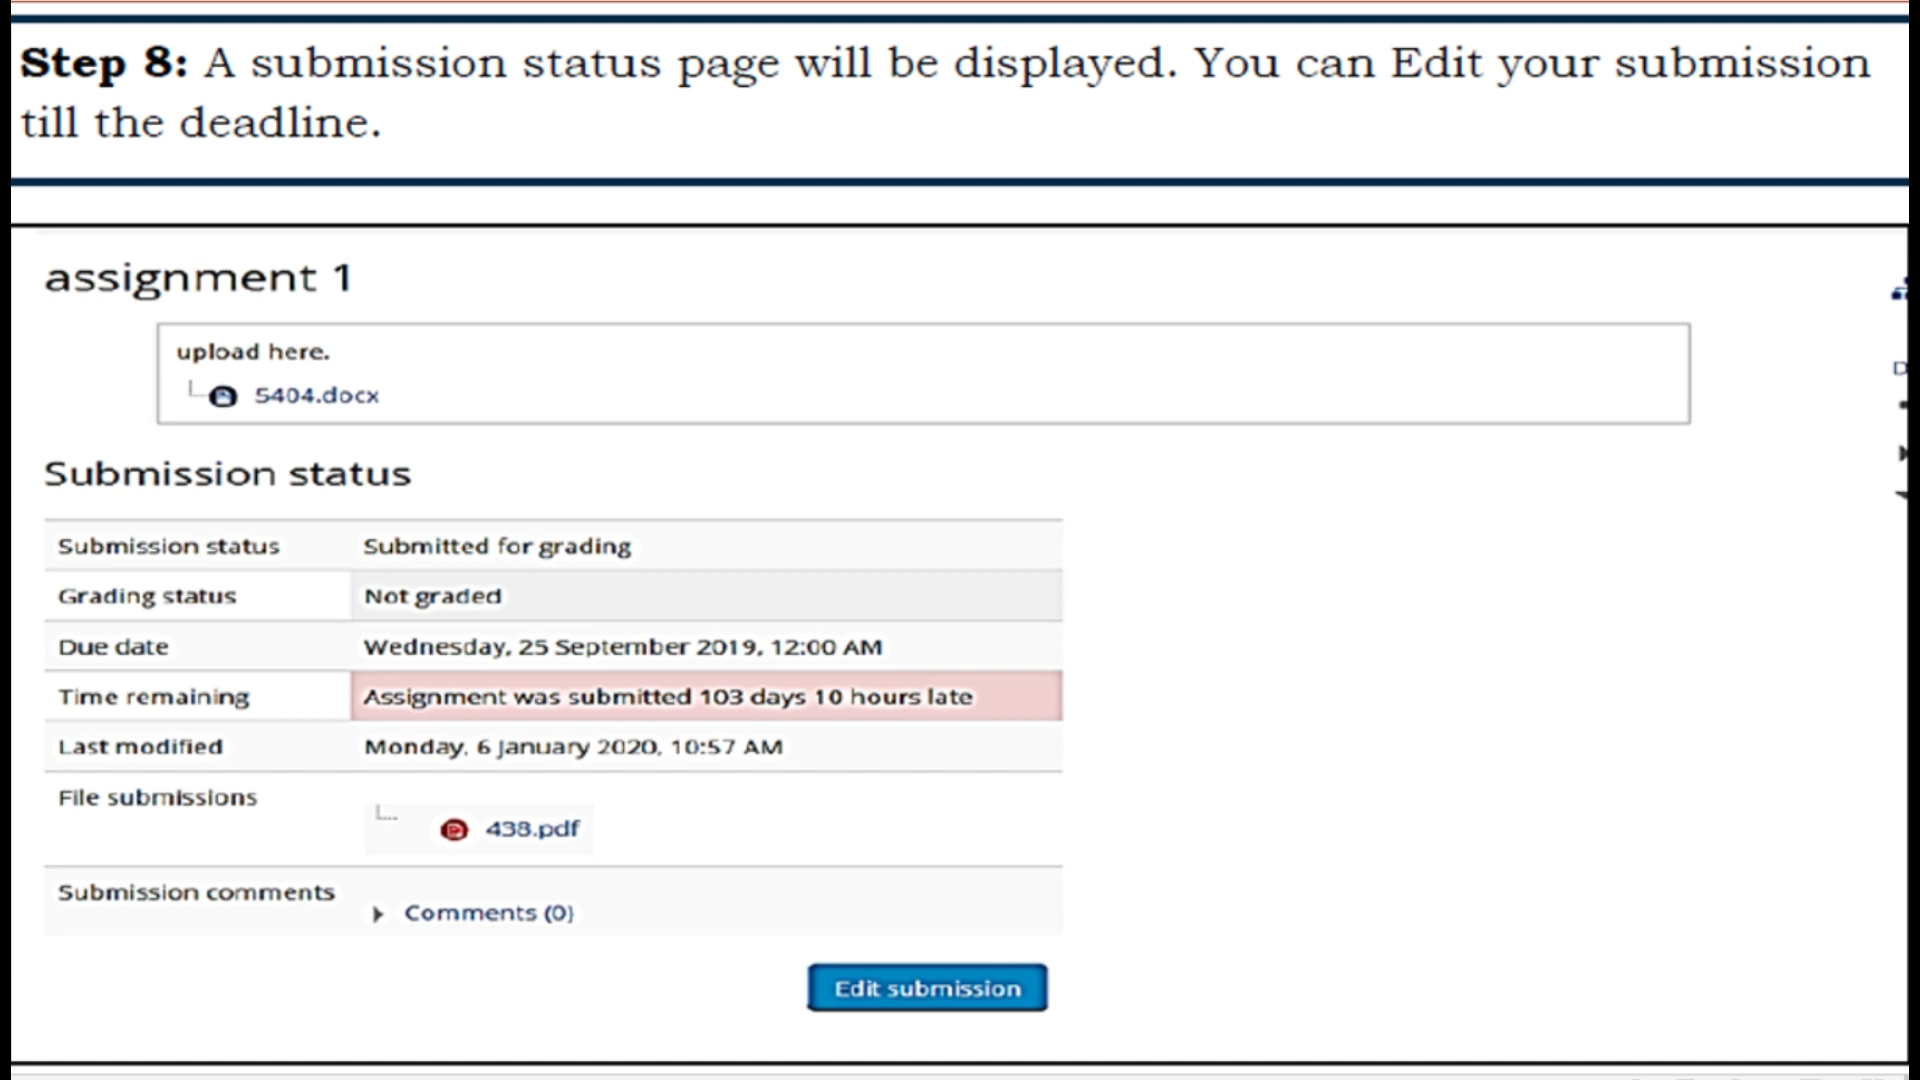 Step 8: A submission status page will be displayed. You can Edit your submission
till the deadline.
assignment 1
upload here.
5404.docx
Submission status
Submission status Submitted for grading
Grading status Not graded
Due date Wednesday, 25 September 2019, 12:00 AM
Time remaining Assignment was submitted 103 days 10 hours late
Last modified Monday, 6 January 2020, 10:57 AM
File submissions
438.pdf
Submission comments
Comments (0)
Edit submission